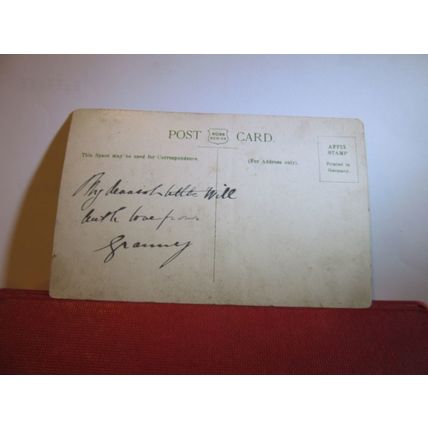 POST CARD.
This Space may be used for Correspondence.
(For Address only).
AFFIX
STAMP
Printed in
Germany.
My dearest little Will
with love from
Granny